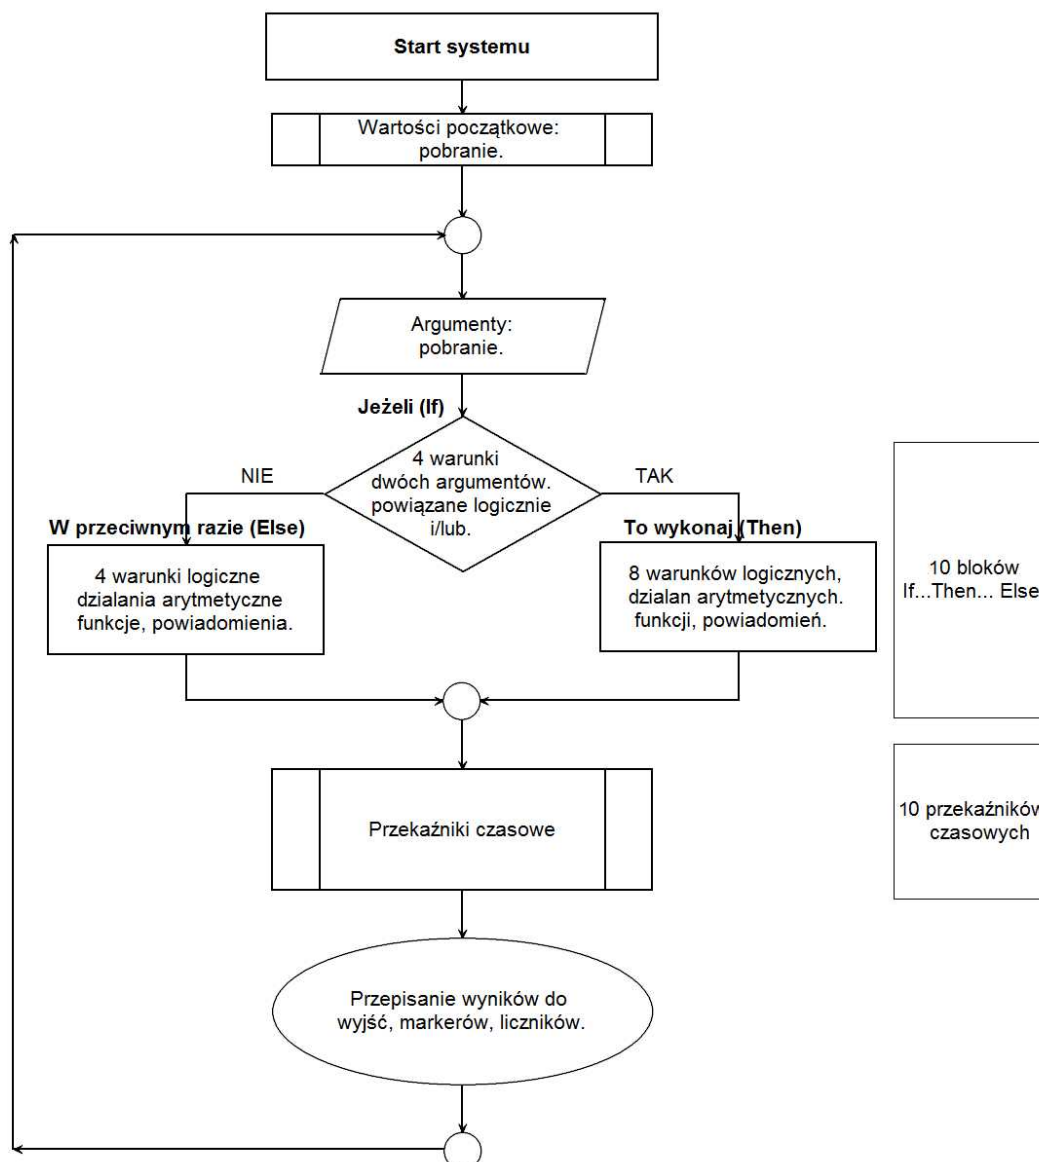 Start systemu
Wartości początkowe:
pobranie.
Argumenty:
pobranie.
Jeżeli (If)
4 warunki
dwóch argumentów.
powiązane logicznie
i/lub.
NIE
TAK
W przeciwnym razie (Else)
To wykonaj (Then)
4 warunki logiczne
dzialania arytmetyczne
funkcje, powiadomienia.
8 warunków logicznych,
dzialan arytmetycznych.
funkcji, powiadomień.
10 bloków
If...Then... Else
Przekaźniki czasowe
10 przekaźników
czasowych
Przepisanie wyników do
wyjść, markerów, liczników.